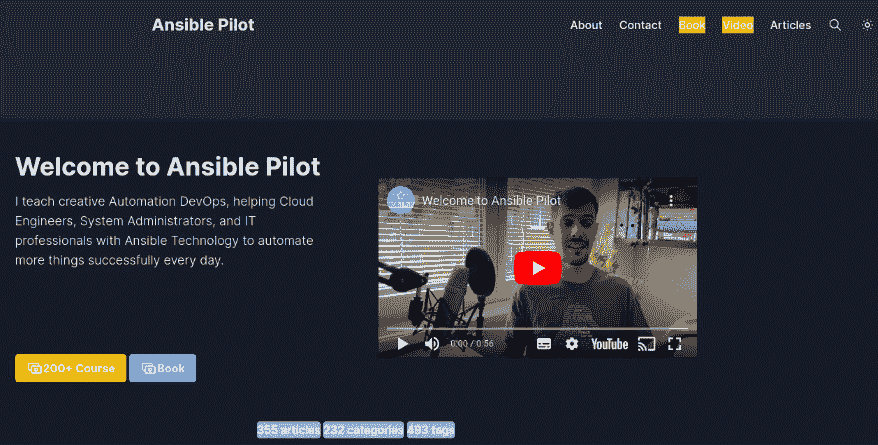 Ansible Pilot
About Contact Book Video Articles
Welcome to Ansible Pilot
I teach creative Automation DevOps, helping Cloud
Engineers, System Administrators, and IT
professionals with Ansible Technology to automate
more things successfully every day.
Welcome to Ansible Pilot
0:00 / 0:56
YouTube
200+ Course
Book
355 articles 232 categories 493 tags